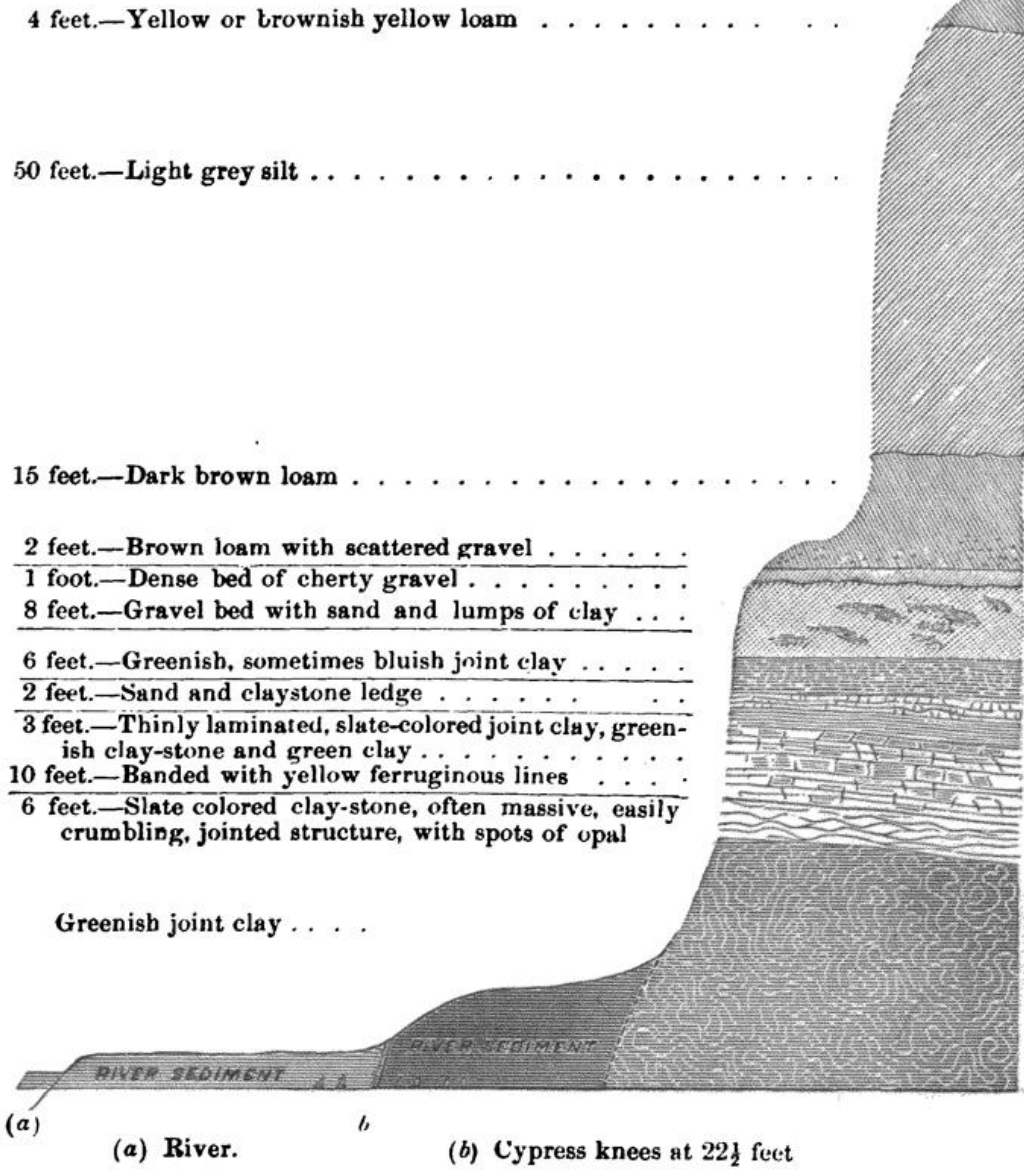 4 feet.—Yellow or brownish yellow loam . . . . . . . . . . . .
50 feet.—Light grey silt . . . . . . . . . . . . . . . . . . . . .
15 feet.—Dark brown loam . . . . . . . . . . . . . . . . . . .
2 feet.—Brown loam with scattered gravel . . . . . .
1 foot.—Dense bed of cherty gravel . . . . . . . . .
8 feet.—Gravel bed with sand and lumps of clay . . .
6 feet.—Greenish, sometimes bluish joint clay . . . . .
2 feet.—Sand and claystone ledge . . . . . . . .
3 feet.—Thinly laminated, slate-colored joint clay, green-
ish clay-stone and green clay . . . . . . . . . .
10 feet.—Banded with yellow ferruginous lines . . . .
6 feet.—Slate colored clay-stone, often massive, easily
crumbling, jointed structure, with spots of opal
Greenish joint clay . . . .
RIVER SEDIMENT
RIVER SEDIMENT
(a) b
(a) River. (b) Cypress knees at 22½ feet